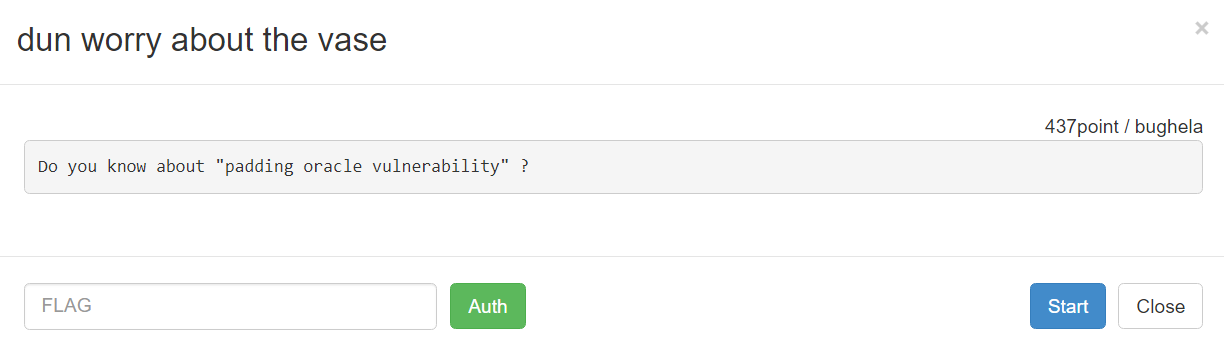 dun worry about the vase
×
437point / bughela
Do you know about "padding oracle vulnerability" ?
FLAG
Auth
Start
Close